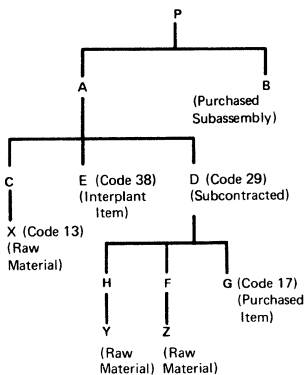 P
A
B
(Purchased
Subassembly)
C
E (Code 38)
(Interplant
Item)
D (Code 29)
(Subcontracted)
X (Code 13)
(Raw
Material)
H
F
G (Code 17)
(Purchased
Item)
Y
Z
(Raw
Material)
(Raw
Material)